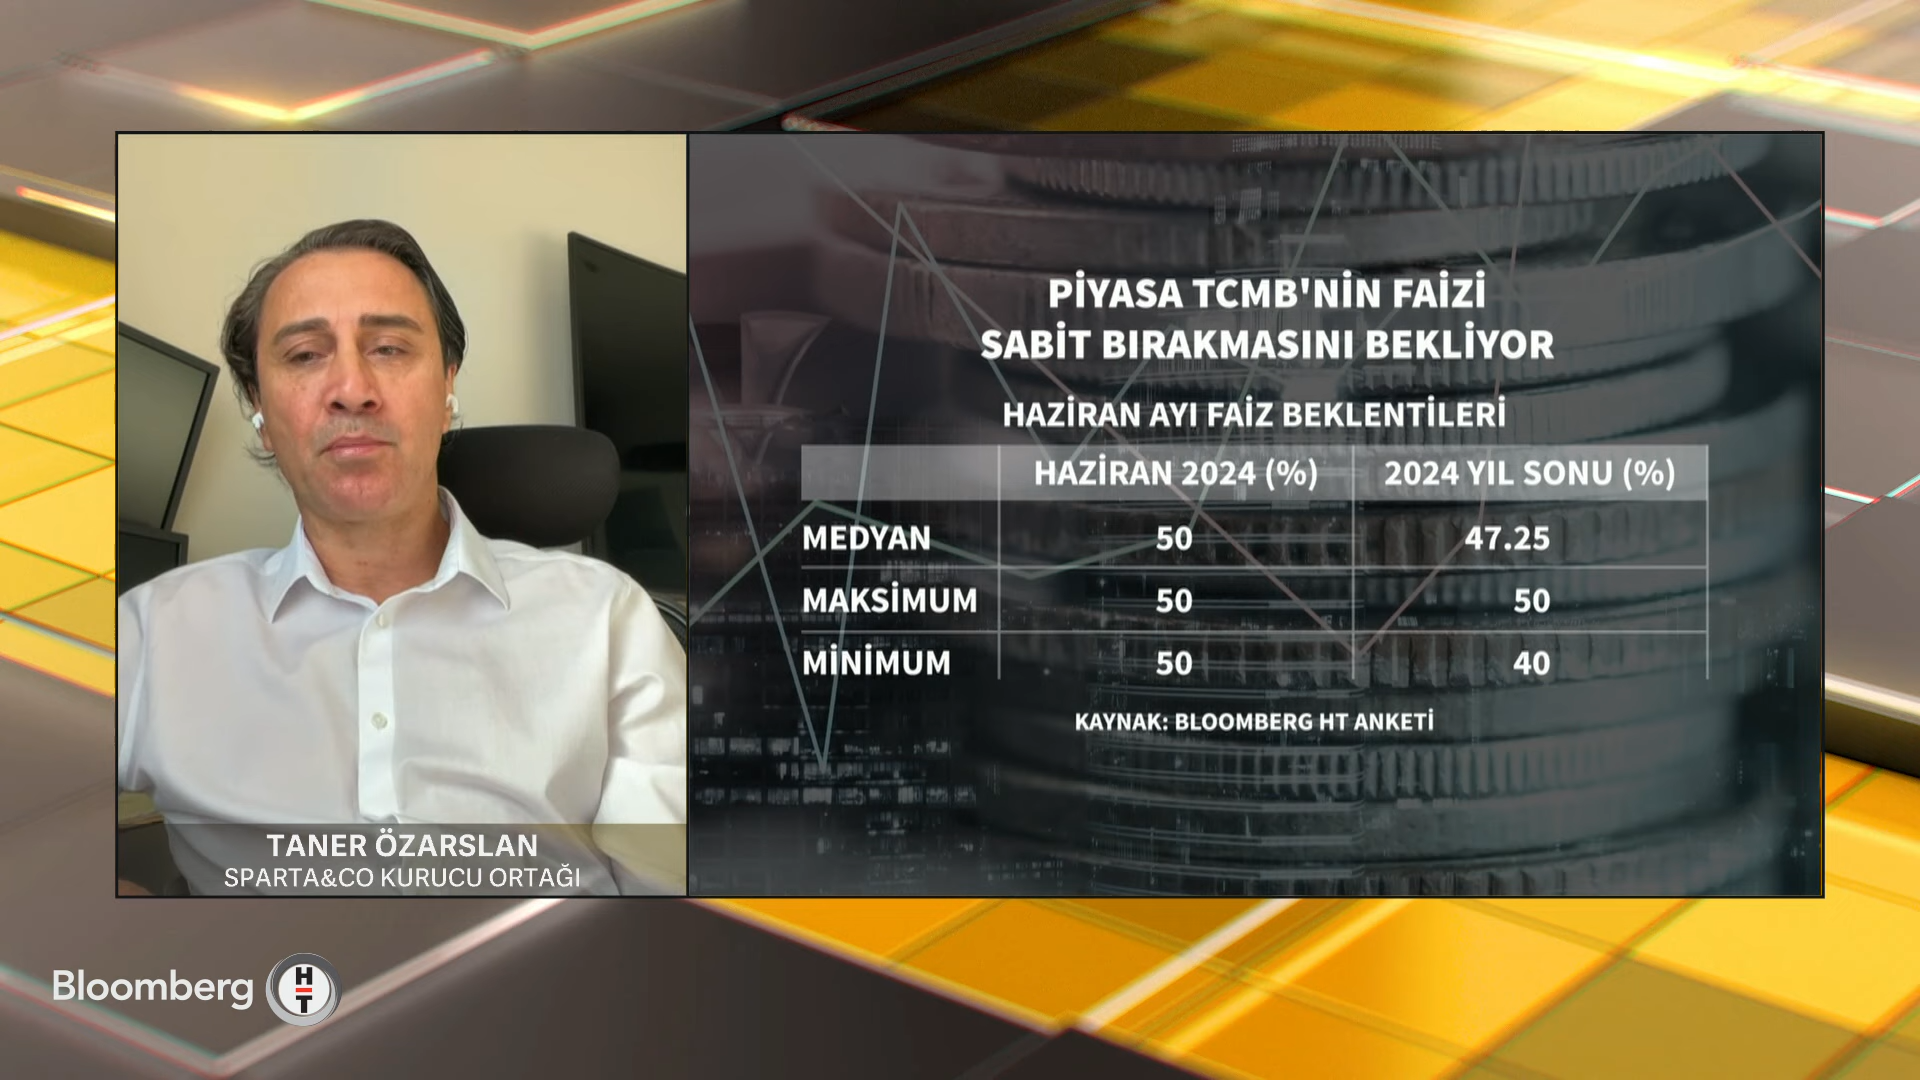 PİYASA TCMB'NİN FAİZİ
SABİT BIRAKMASINI BEKLİYOR
HAZİRAN AYI FAİZ BEKLENTİLERİ
HAZİRAN 2024 (%) 2024 YIL SONU (%)
MEDYAN 50 47.25
MAKSİMUM 50 50
MİNİMUM 50 40
KAYNAK: BLOOMBERG HT ANKETİ
TANER ÖZARSLAN
SPARTA&CO KURUCU ORTAĞI
Bloomberg HT